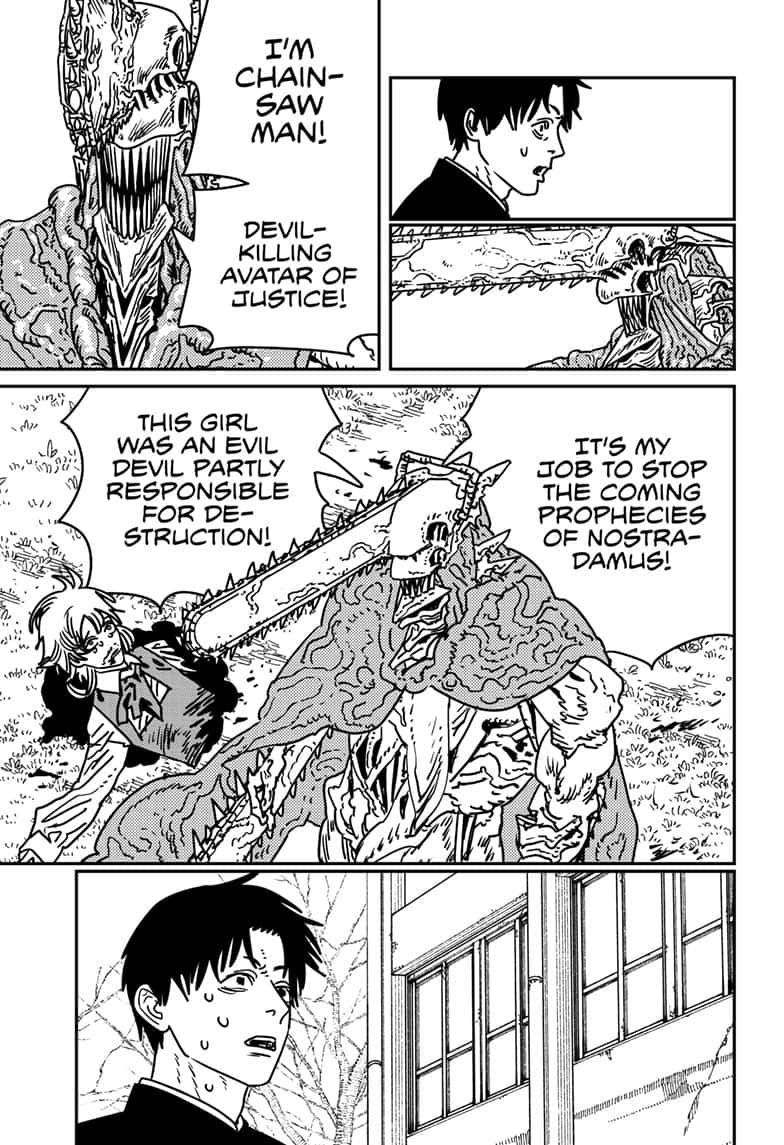 I'M
CHAIN-
SAW
MAN!
DEVIL-
KILLING
AVATAR OF
JUSTICE!
IT'S MY
JOB TO STOP
THE COMING
PROPHECIES
OF NOSTRA-
DAMUS!
THIS GIRL
WAS AN EVIL
DEVIL PARTLY
RESPONSIBLE
FOR DE-
STRUCTION!